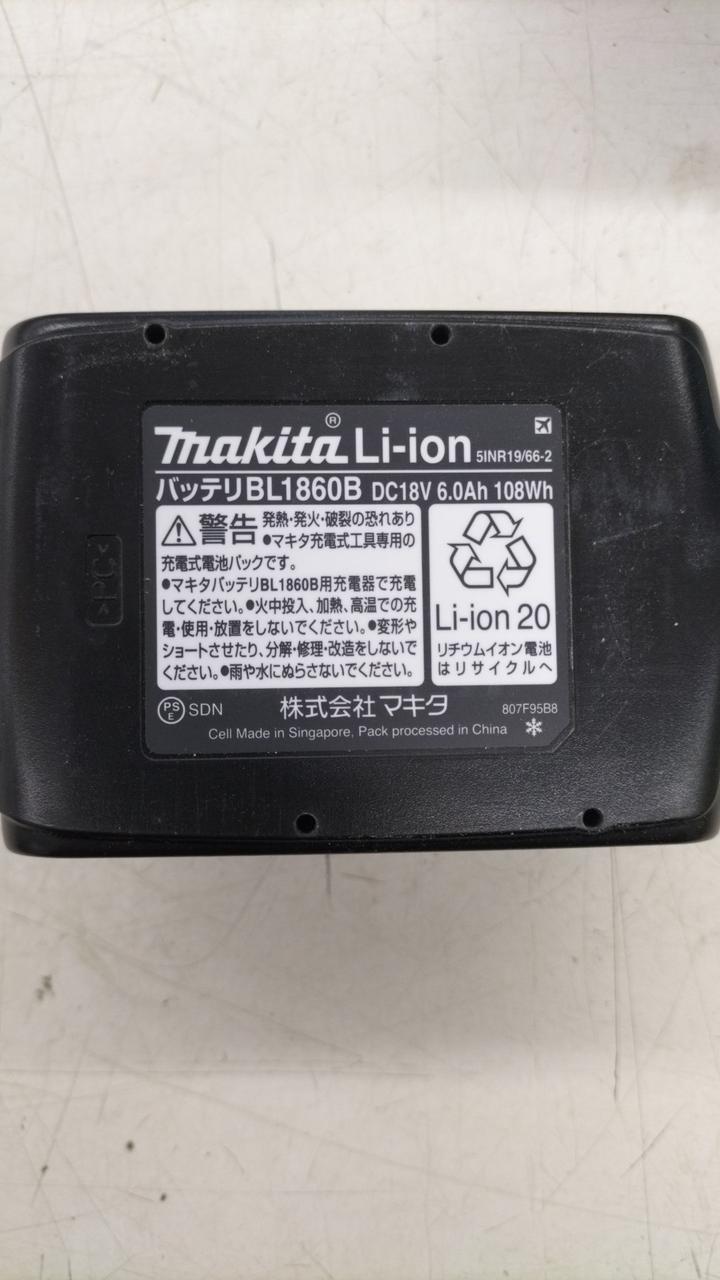 makita® Li-ion 5INR19/66-2
バッテリBL1860B DC18V 6.0Ah 108Wh
警告 発熱・発火・破裂の恐れあり
●マキタ充電式工具専用の
充電式電池パックです。
●マキタバッテリBL1860B用充電器で充電
してください。●火中投入、加熱、高温での充
電・使用・放置をしないでください。●変形や
ショートさせたり、分解・修理・改造をしないで
ください。●雨や水にぬらさないでください。
Li-ion 20
リチウムイオン電池
はリサイクルへ
>PC<
PSE SDN 株式会社マキタ 807F95B8
Cell Made in Singapore, Pack processed in China